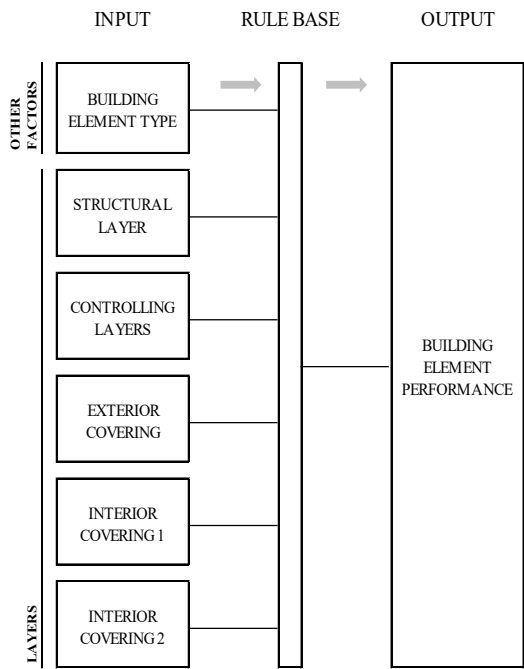 INPUT
RULE BASE
OUTPUT
OTHER
FACTORS
BUILDING
ELEMENT TYPE
STRUCTURAL
LAYER
CONTROLLING
LAYERS
EXTERIOR
COVERING
INTERIOR
COVERING 1
INTERIOR
COVERING 2
LAYERS
BUILDING
ELEMENT
PERFORMANCE